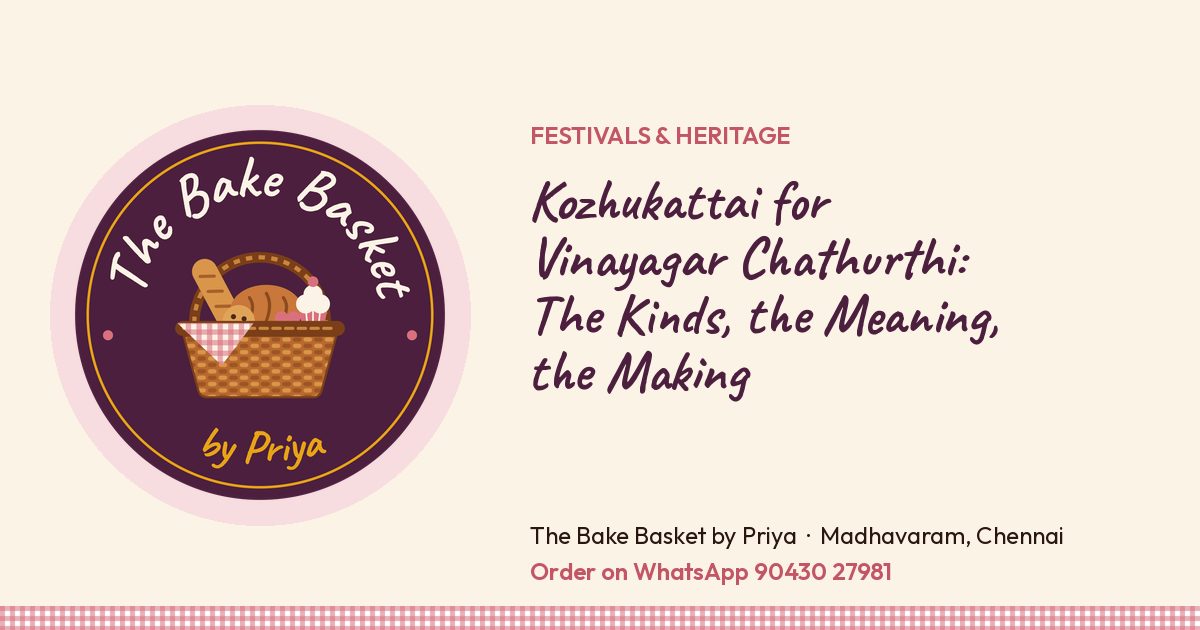 The Bake Basket
by Priya
FESTIVALS & HERITAGE
Kozhukattai for
Vinayagar Chathurthi:
The Kinds, the Meaning,
the Making
The Bake Basket by Priya · Madhavaram, Chennai
Order on WhatsApp 90430 27981